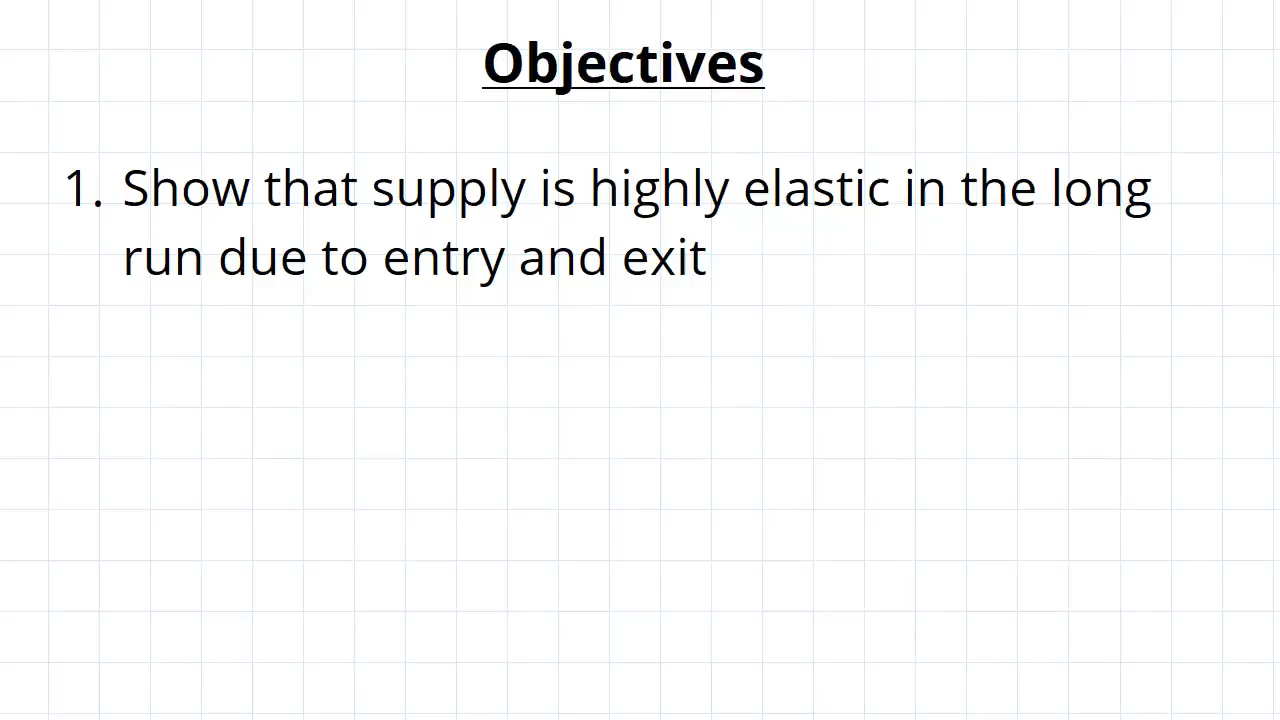 Objectives
1. Show that supply is highly elastic in the long
run due to entry and exit